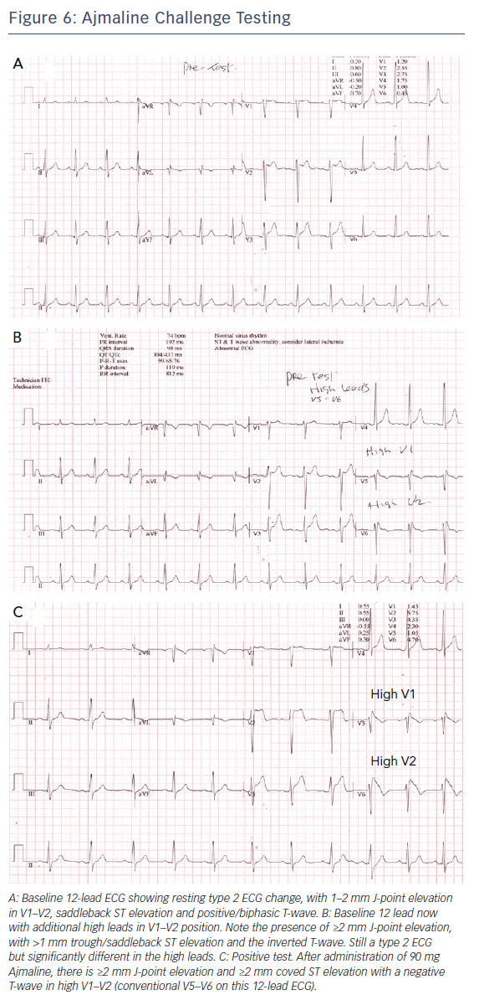 Figure 6: Ajmaline Challenge Testing
A
Pre-test.
I 0.20 V1 1.20
II 0.80 V2 2.55
III 0.60 V3 2.75
aVR -0.50 V4 1.75
aVL -0.20 V5 1.00
aVF 0.70 V6 0.45
I aVR V1 V4
II aVL V2 V5
III aVF V3 V6
II
B
Vent. Rate 74 bpm Normal sinus rhythm
PR interval 192 ms ST & T wave abnormality, consider lateral ischemia
QRS duration 98 ms Abnormal ECG
QT/QTc 394/437 ms
P-R-T axes 59/65/76
P duration 110 ms
RR interval 812 ms
Technician
Medication:
Pre test.
High Leads
V5 - V6
I aVR V1 V4
High V1
II aVL V2 V5
High V2
III aVF V3 V6
II
C
I 0.55 V1 1.45
II 0.55 V2 5.75
III 0.00 V3 4.35
aVR -0.55 V4 2.30
aVL 0.25 V5 1.05
aVF 0.30 V6 4.70
I aVR V1 V4
High V1
II aVL V2 V5
High V2
III aVF V3 V6
II
A: Baseline 12-lead ECG showing resting type 2 ECG change, with 1–2 mm J-point elevation
in V1–V2, saddleback ST elevation and positive/biphasic T-wave. B: Baseline 12 lead now
with additional high leads in V1–V2 position. Note the presence of ≥2 mm J-point elevation,
with >1 mm trough/saddleback ST elevation and the inverted T-wave. Still a type 2 ECG
but significantly different in the high leads. C: Positive test. After administration of 90 mg
Ajmaline, there is ≥2 mm J-point elevation and ≥2 mm coved ST elevation with a negative
T-wave in high V1–V2 (conventional V5–V6 on this 12-lead ECG).